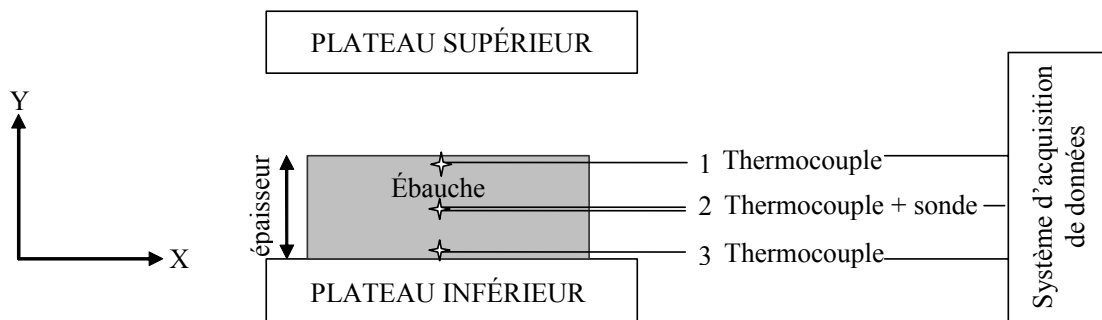 PLATEAU SUPÉRIEUR
Y
épaisseur
Ébauche
1 Thermocouple
2 Thermocouple + sonde
3 Thermocouple
X
PLATEAU INFÉRIEUR
Système d’acquisition
de données